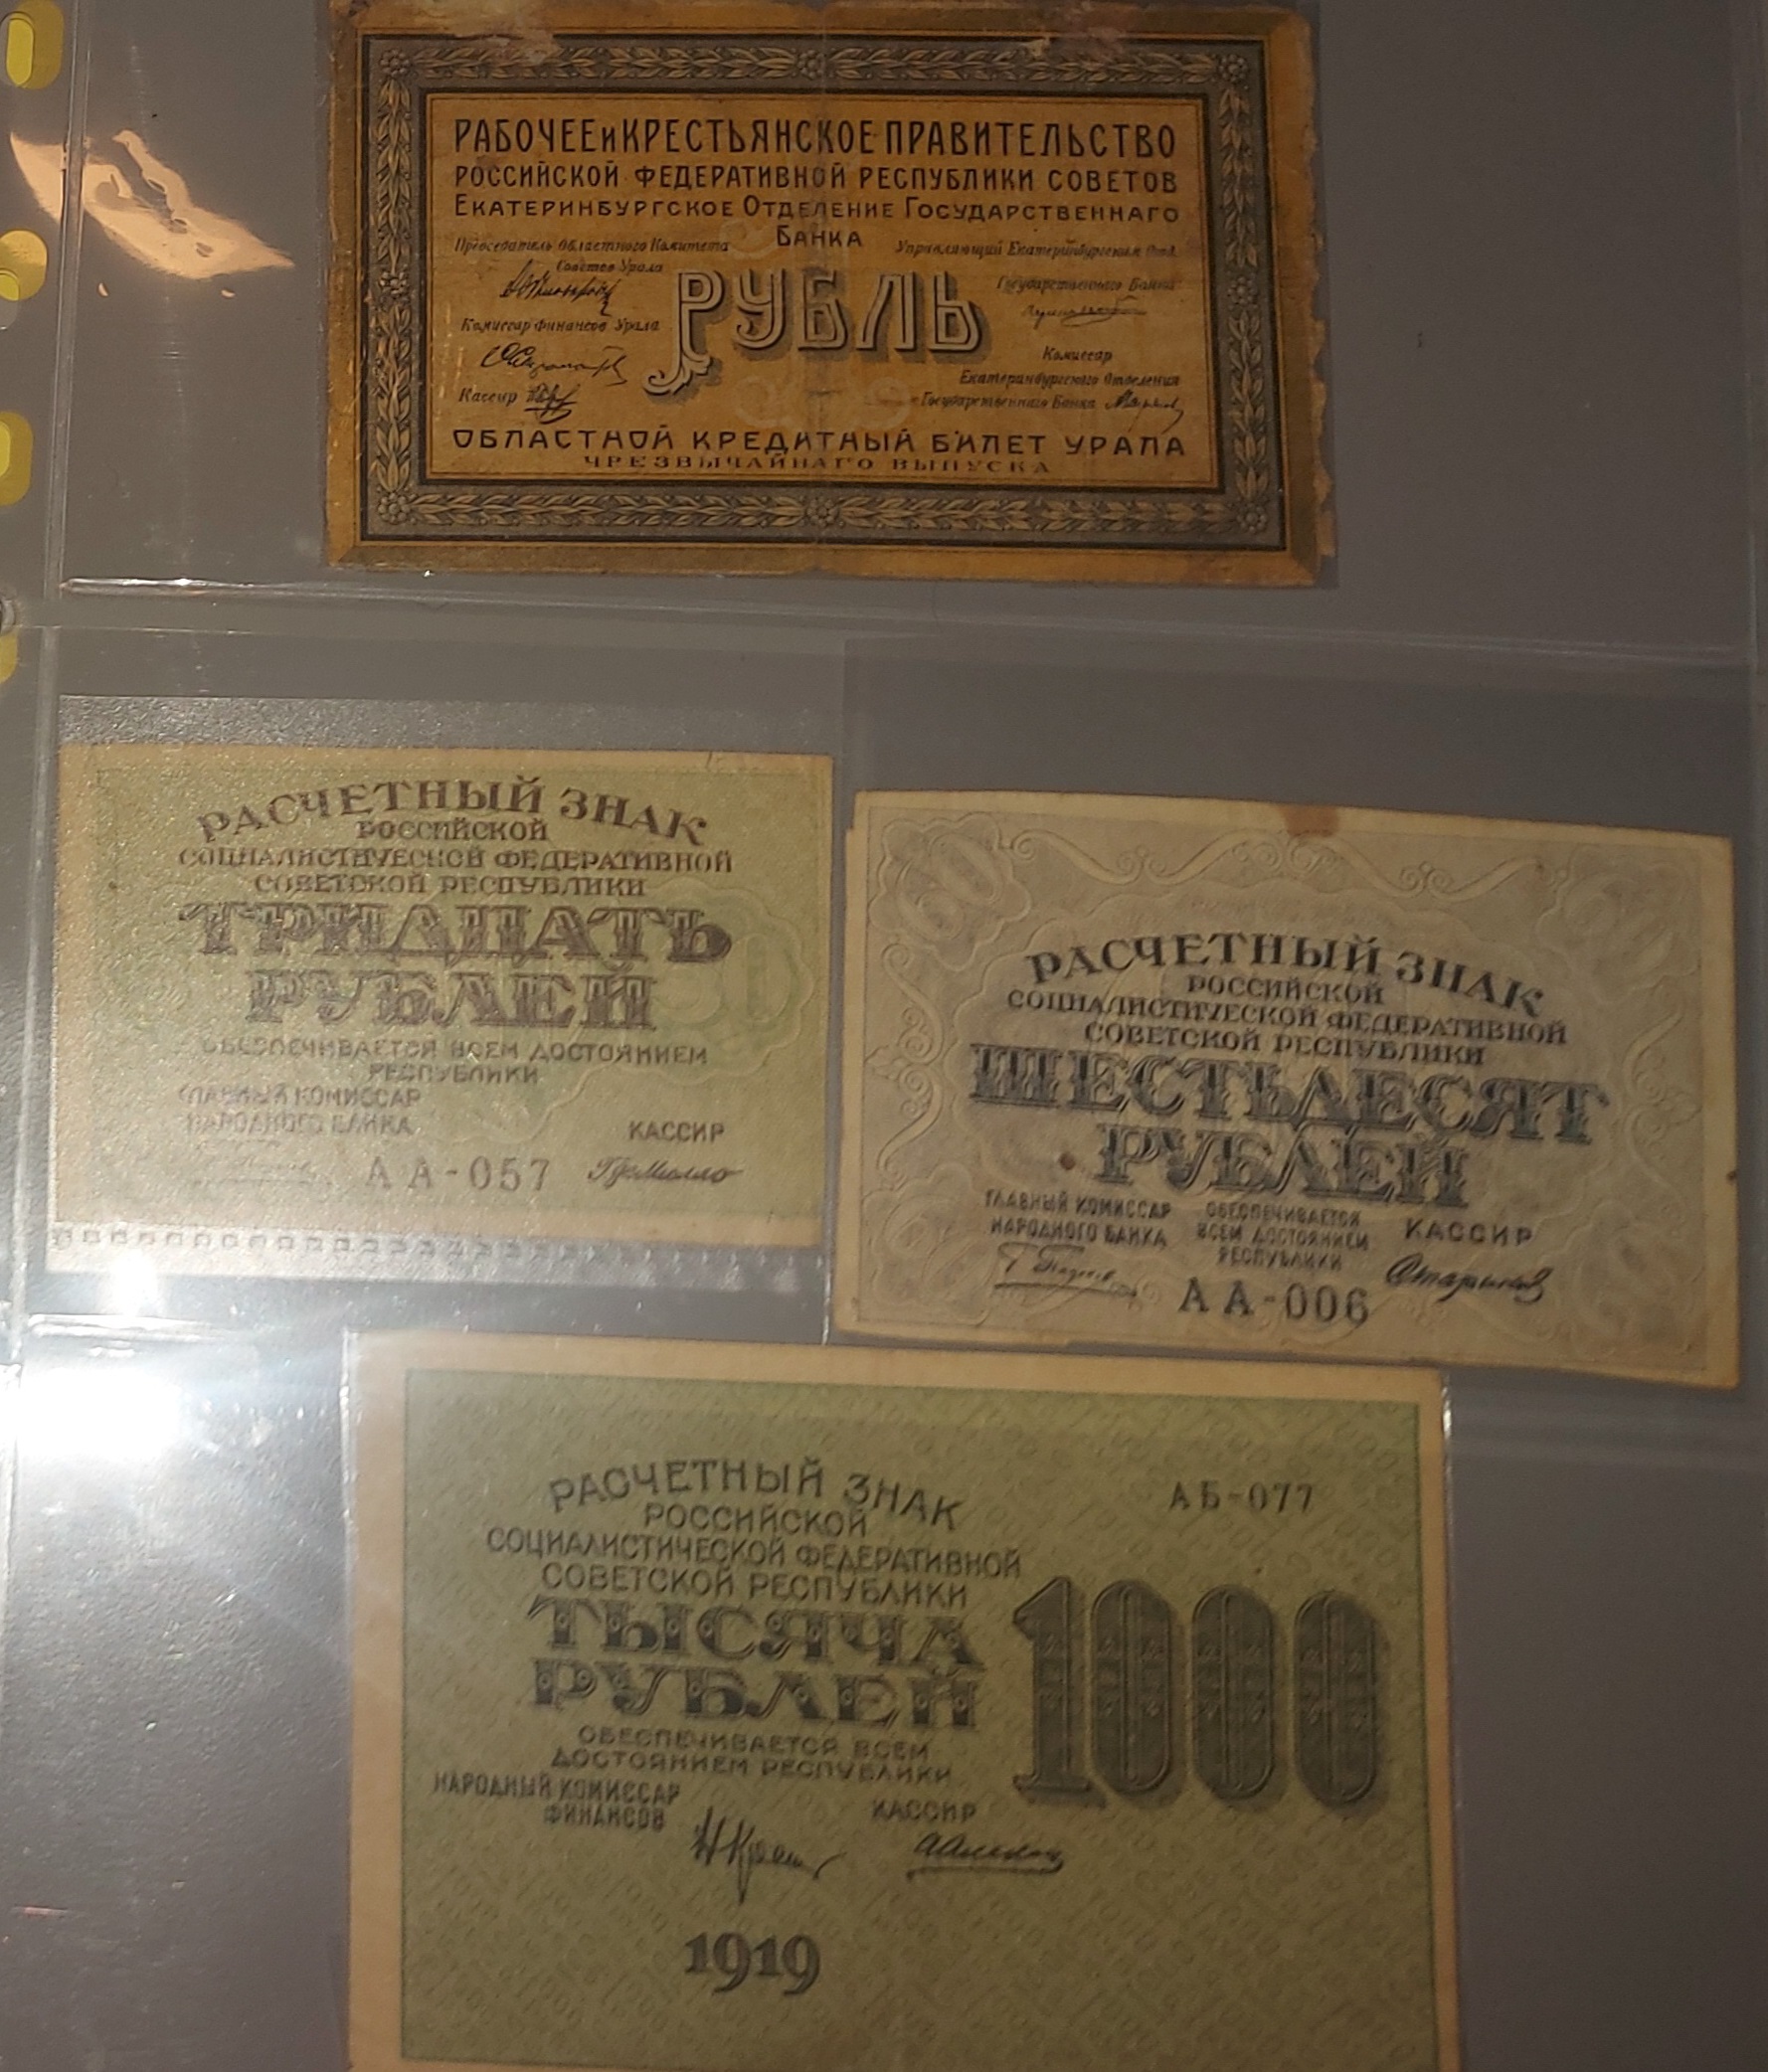 РАБОЧЕЕ и КРЕСТЬЯНСКОЕ ПРАВИТЕЛЬСТВО
РОССИЙСКОЙ ФЕДЕРАТИВНОЙ РЕСПУБЛИКИ СОВЕТОВ
ЕКАТЕРИНБУРГСКОЕ ОТДЕЛЕНИЕ ГОСУДАРСТВЕННАГО
БАНКА
Председатель Областного Комитета
Советов Урала
Управляющий Екатеринбургским Отд.
Государственного Банка
РУБЛЬ
Комиссар Финансов Урала
Комиссар
Екатеринбургского Отделения
Государственная Банка
Кассир
ОБЛАСТНОЙ КРЕДИТНЫЙ БИЛЕТ УРАЛА
ЧРЕЗВЫЧАЙНАГО ВЫПУСКА
РАСЧЕТНЫЙ ЗНАК
РОССИЙСКОЙ
СОЦИАЛИСТИЧЕСКОЙ ФЕДЕРАТИВНОЙ
СОВЕТСКОЙ РЕСПУБЛИКИ
ТРИДЦАТЬ
РУБЛЕЙ
30
ОБЕСПЕЧИВАЕТСЯ ВСЕМ ДОСТОЯНИЕМ
РЕСПУБЛИКИ
ГЛАВНЫЙ КОМИССАР
НАРОДНОГО БАНКА
КАССИР
АА-057
РАСЧЕТНЫЙ ЗНАК
РОССИЙСКОЙ
СОЦИАЛИСТИЧЕСКОЙ ФЕДЕРАТИВНОЙ
СОВЕТСКОЙ РЕСПУБЛИКИ
ШЕСТЬДЕСЯТ
РУБЛЕЙ
60
ГЛАВНЫЙ КОМИССАР
НАРОДНОГО БАНКА
ОБЕСПЕЧИВАЕТСЯ
ВСЕМ ДОСТОЯНИЕМ
РЕСПУБЛИКИ
КАССИР
АА-006
РАСЧЕТНЫЙ ЗНАК
РОССИЙСКОЙ
СОЦИАЛИСТИЧЕСКОЙ ФЕДЕРАТИВНОЙ
СОВЕТСКОЙ РЕСПУБЛИКИ
АБ-077
ТЫСЯЧА
РУБЛЕЙ
1000
ОБЕСПЕЧИВАЕТСЯ ВСЕМ
ДОСТОЯНИЕМ РЕСПУБЛИКИ
НАРОДНЫЙ КОМИССАР
ФИНАНСОВ
КАССИР
1919